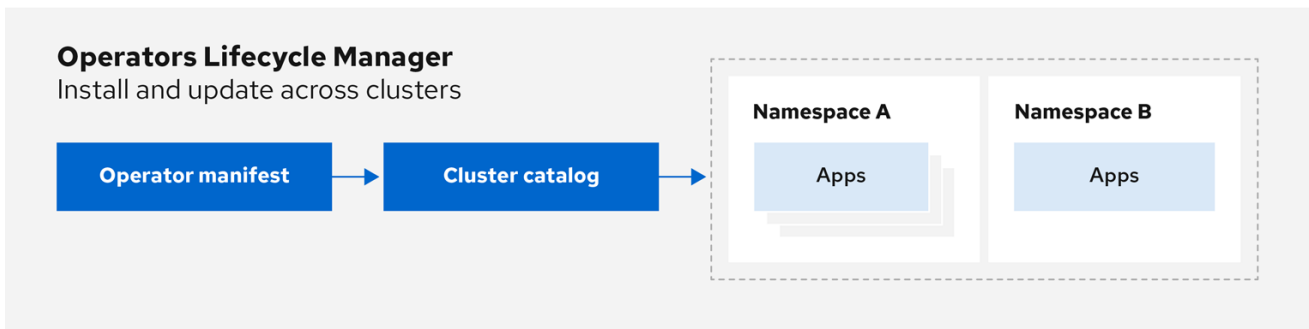 Operators Lifecycle Manager
Install and update across clusters
Operator manifest
Cluster catalog
Namespace A
Apps
Namespace B
Apps